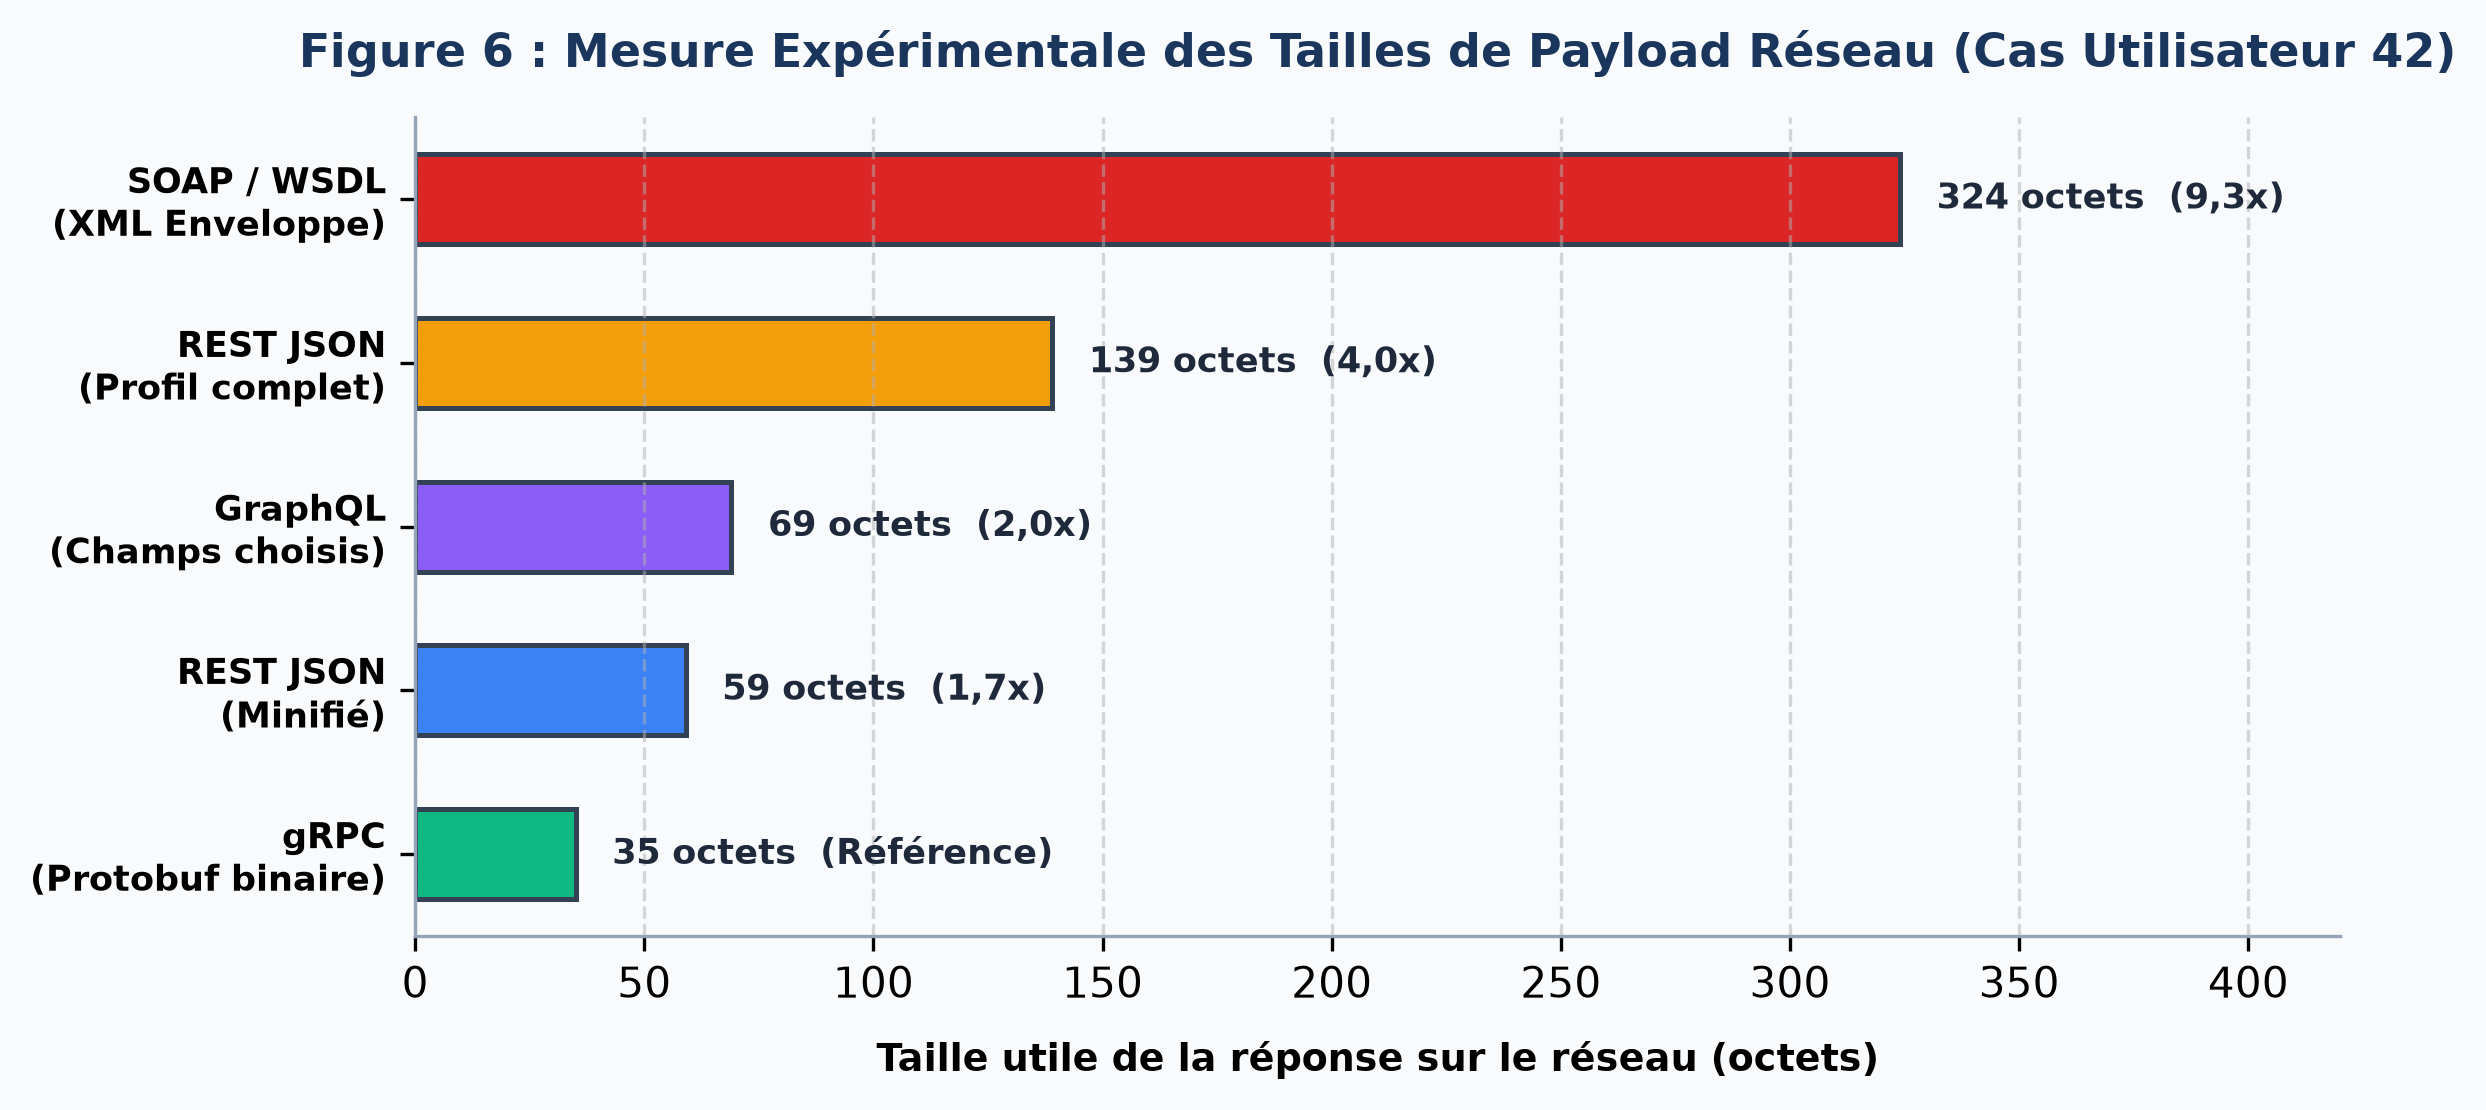 Figure 6 : Mesure Expérimentale des Tailles de Payload Réseau (Cas Utilisateur 42)
SOAP / WSDL
(XML Enveloppe)
324 octets (9,3x)
REST JSON
(Profil complet)
139 octets (4,0x)
GraphQL
(Champs choisis)
69 octets (2,0x)
REST JSON
(Minifié)
59 octets (1,7x)
gRPC
(Protobuf binaire)
35 octets (Référence)
0 50 100 150 200 250 300 350 400
Taille utile de la réponse sur le réseau (octets)